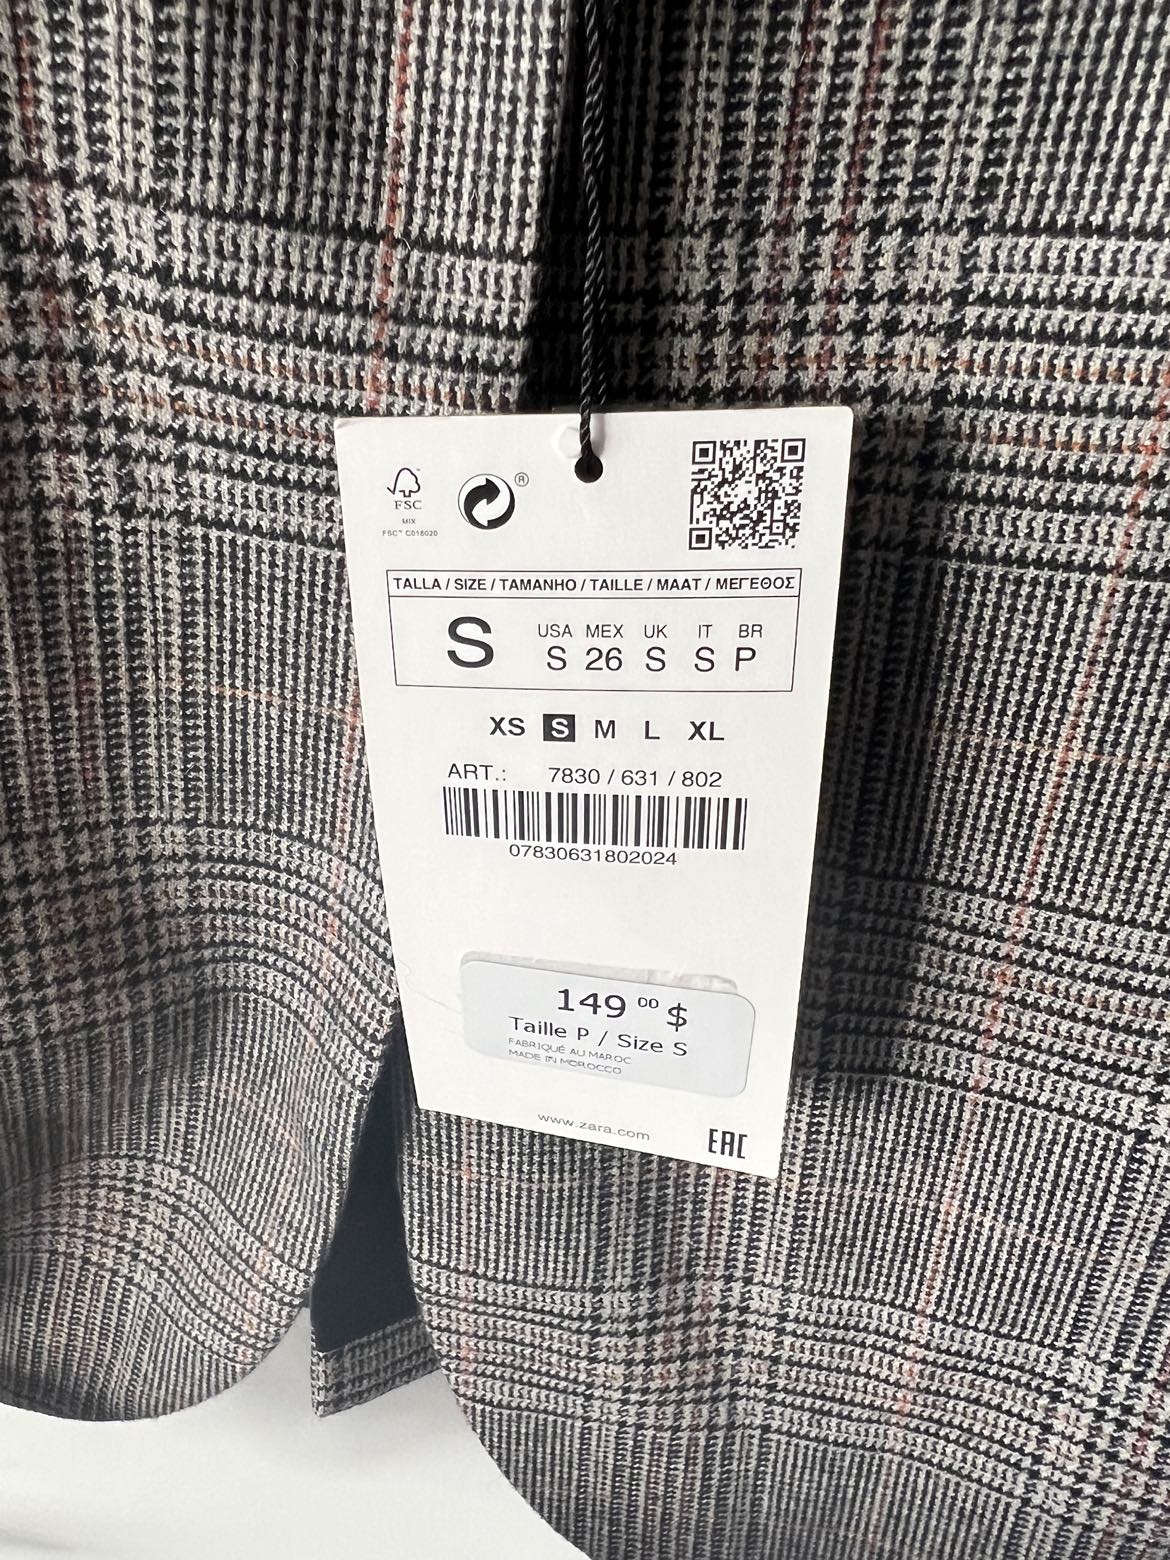 FSC
MIX
FSC™ C018020
®
TALLA / SIZE / TAMANHO / TAILLE / MAAT / ΜΕΓΕΘΟΣ
S
USA MEX UK IT BR
S 26 S S P
XS S M L XL
ART.: 7830 / 631 / 802
07830631802024
149 00 $
Taille P / Size S
FABRIQUÉ AU MAROC
MADE IN MOROCCO
www.zara.com
EAC